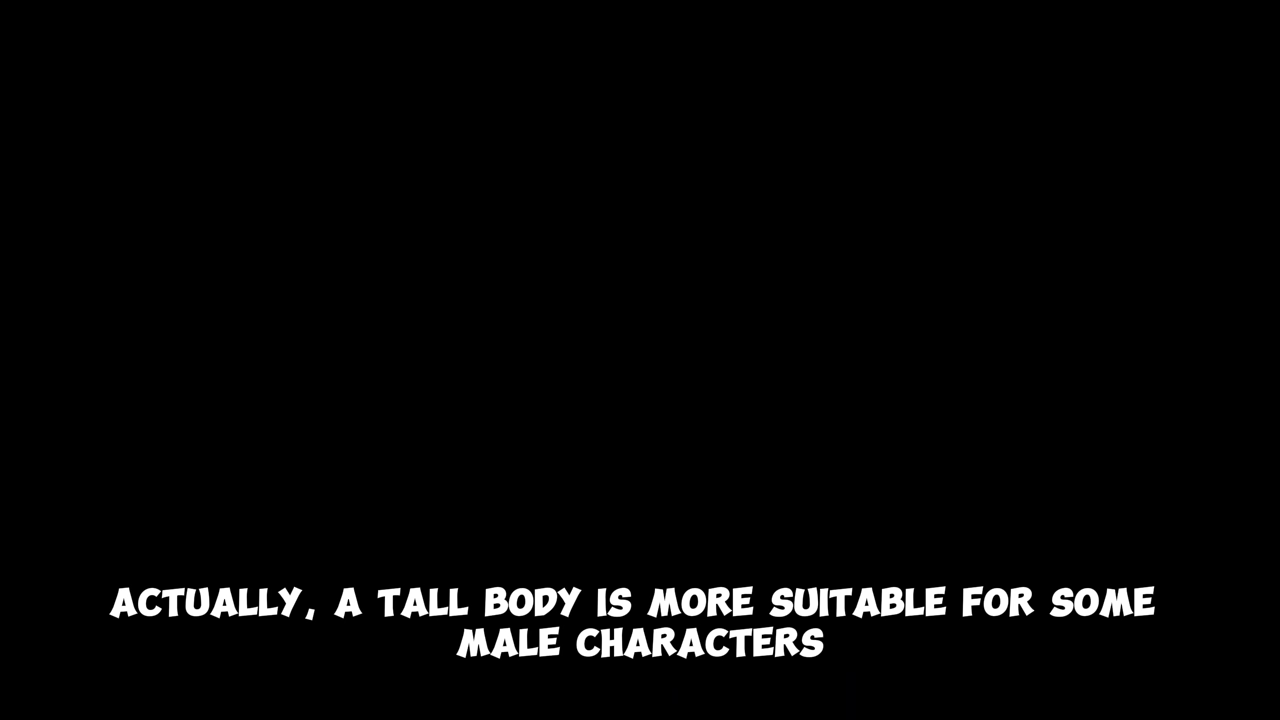 ACTUALLY, A TALL BODY IS MORE SUITABLE FOR SOME
MALE CHARACTERS